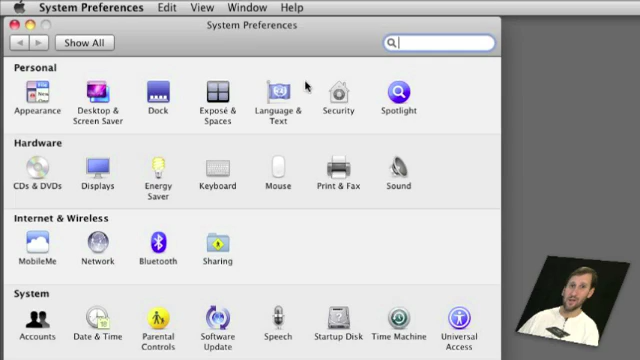 System Preferences Edit View Window Help
System Preferences
Show All
Personal
Appearance Desktop & Screen Saver Dock Exposé & Spaces Language & Text Security Spotlight
Hardware
CDs & DVDs Displays Energy Saver Keyboard Mouse Print & Fax Sound
Internet & Wireless
MobileMe Network Bluetooth Sharing
System
Accounts Date & Time Parental Controls Software Update Speech Startup Disk Time Machine Universal Access